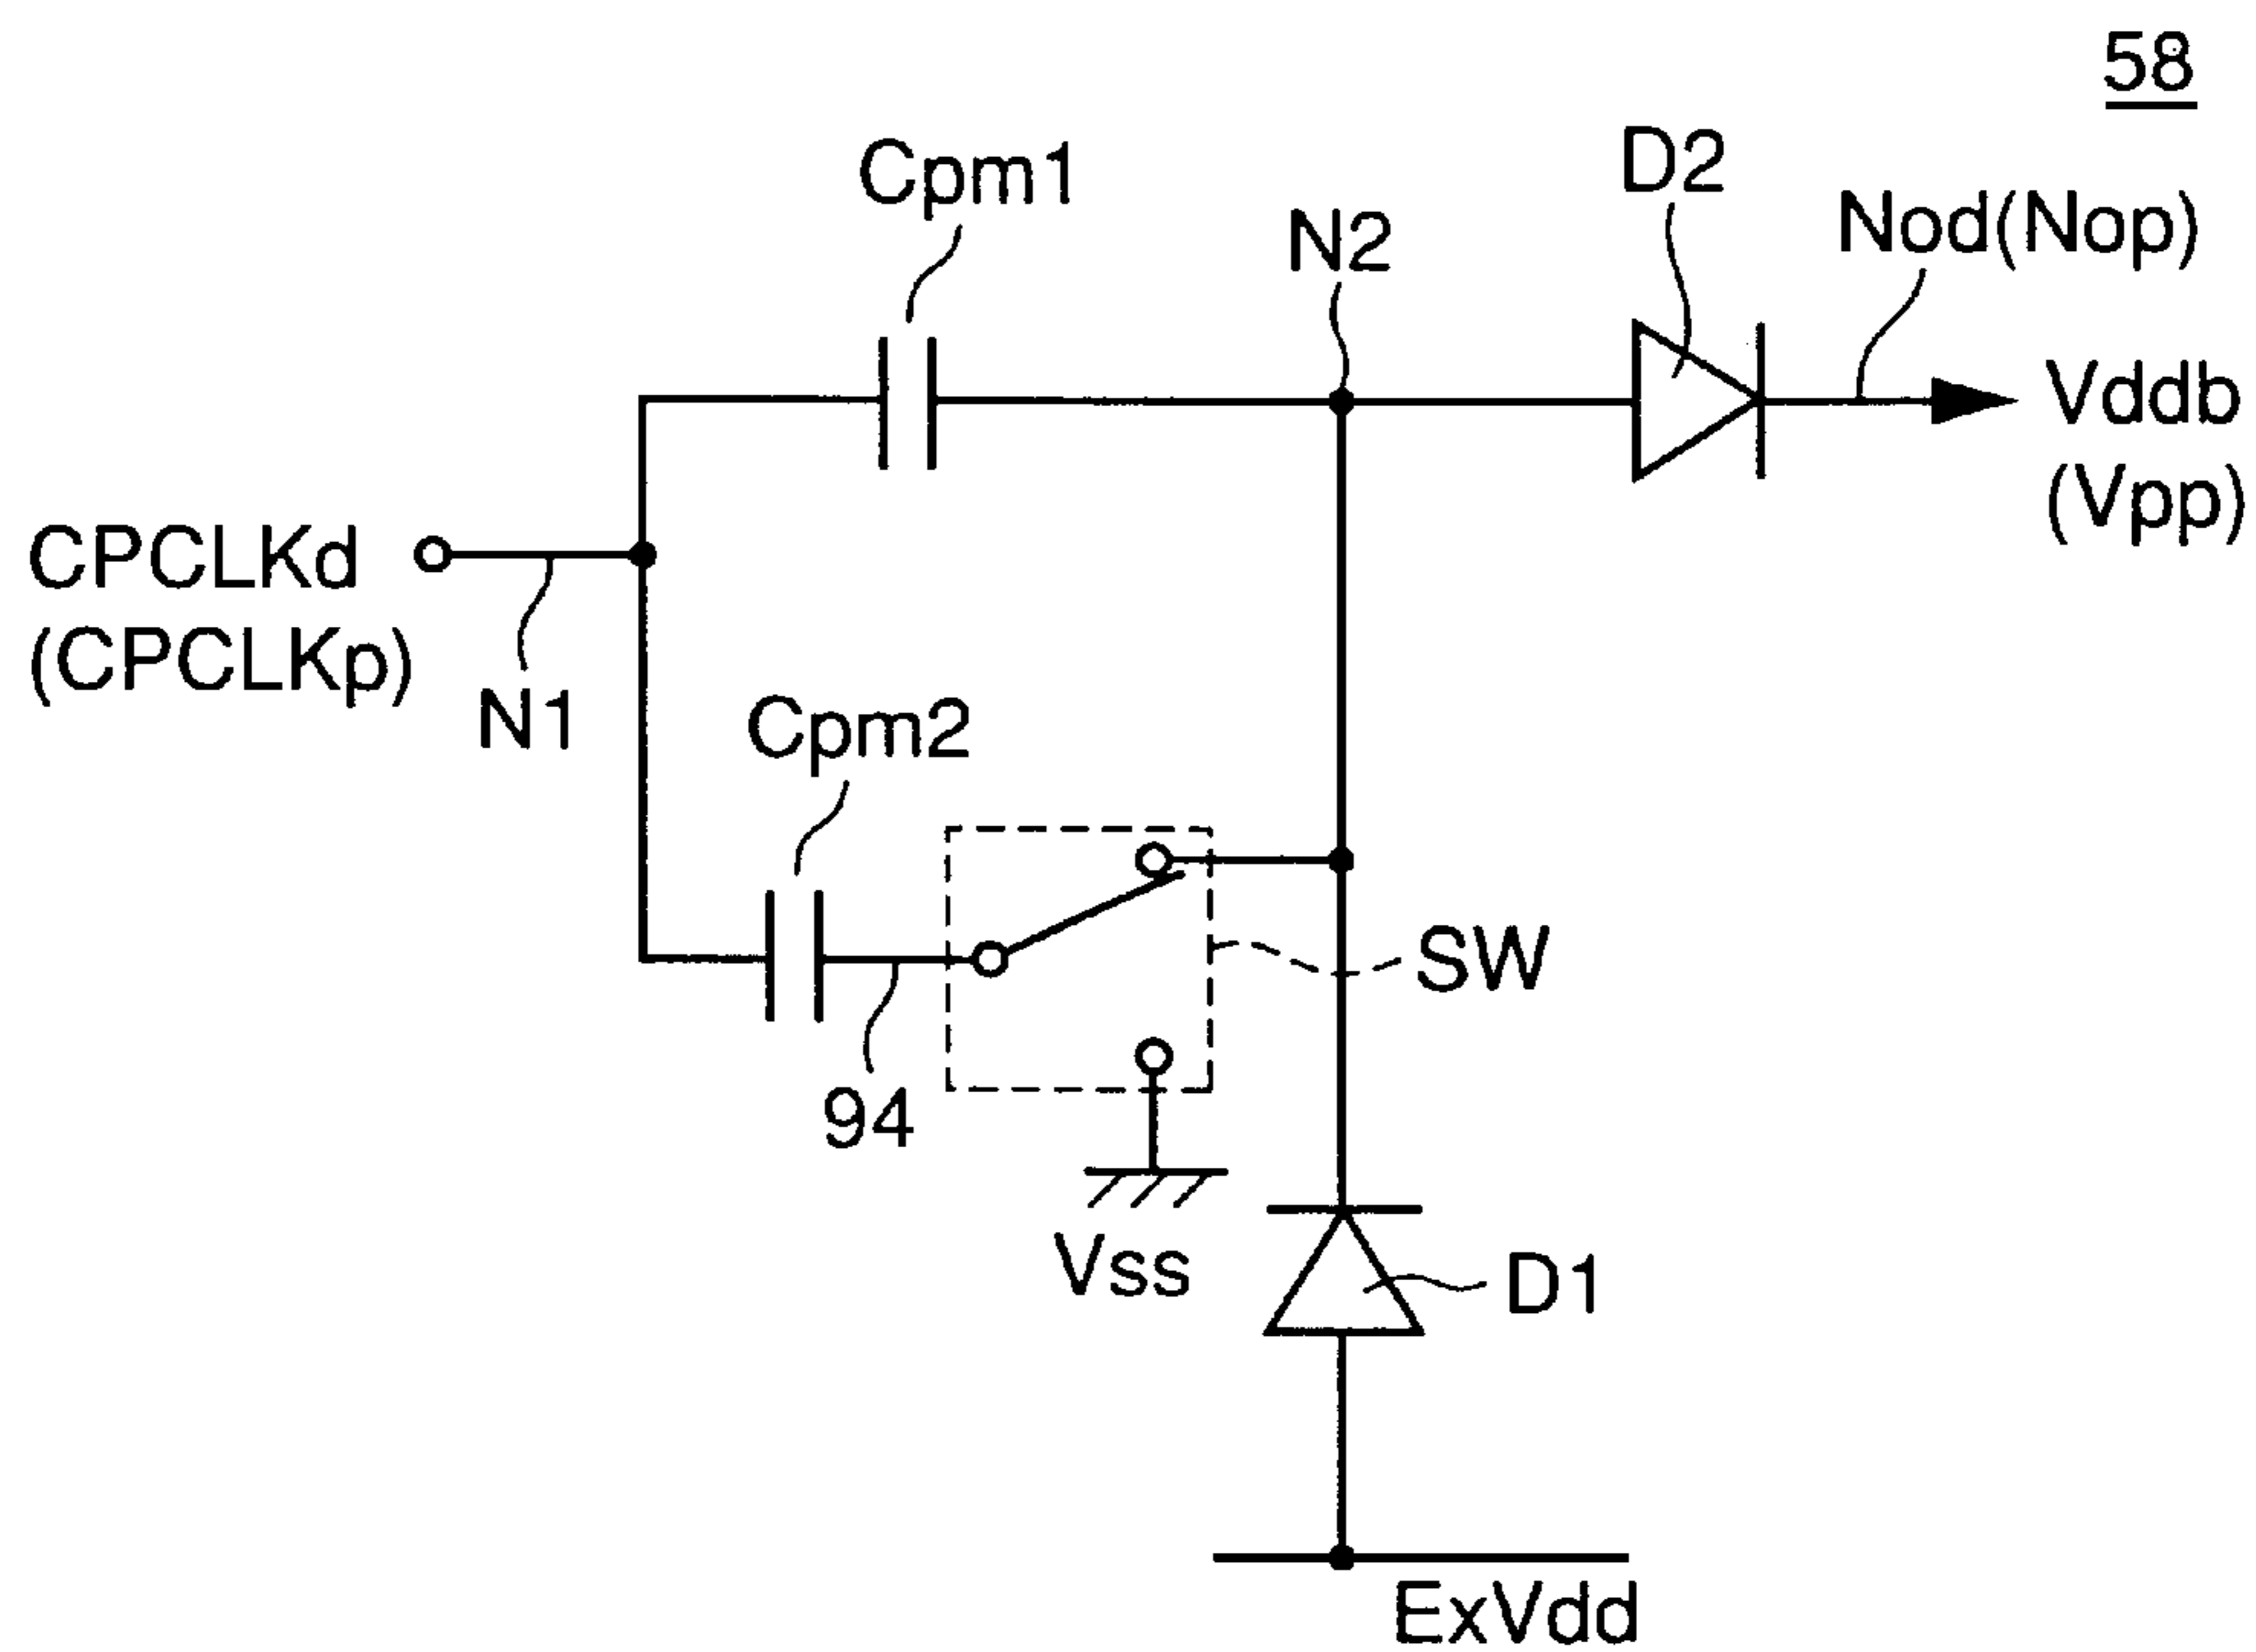 58
Cpm1
D2
N2
Nod(Nop)
Vddb
(Vpp)
CPCLKd
(CPCLKp)
N1
Cpm2
SW
94
Vss
D1
ExVdd